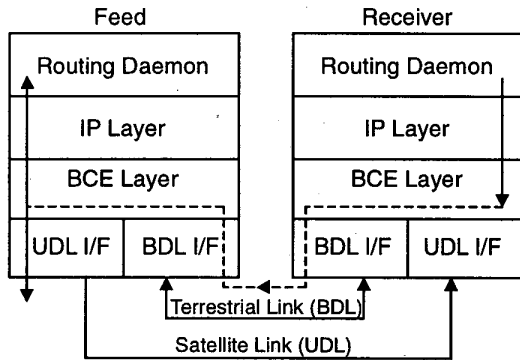 Feed Receiver
Routing Daemon Routing Daemon
IP Layer IP Layer
BCE Layer BCE Layer
UDL I/F BDL I/F BDL I/F UDL I/F
Terrestrial Link (BDL)
Satellite Link (UDL)